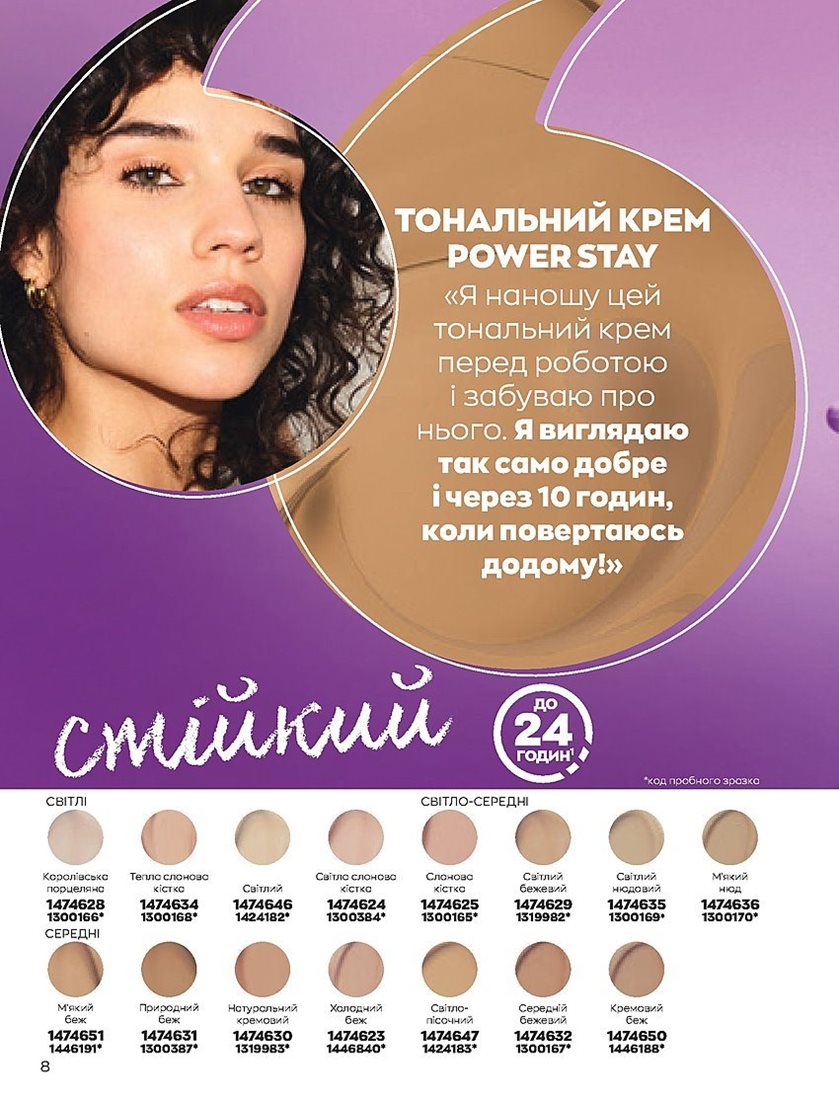 ТОНАЛЬНИЙ КРЕМ
POWER STAY
«Я наношу цей
тональний крем
перед роботою
і забуваю про
нього. Я виглядаю
так само добре
і через 10 годин,
коли повертаюсь
додому!»
стійкий
ДО
24
ГОДИН¹
*код пробного зразка
СВІТЛІ
Королівська
порцеляна
1474628
1300166*
Тепла слонова
кістка
1474634
1300168*
Світлий
1474646
1424182*
Світла слонова
кістка
1474624
1300384*
СВІТЛО-СЕРЕДНІ
Слонова
кістка
1474625
1300165*
Світлий
бежевий
1474629
1319982*
Світлий
нюдовий
1474635
1300169*
М'який
нюд
1474636
1300170*
СЕРЕДНІ
М'який
беж
1474651
1446191*
Природний
беж
1474631
1300387*
Натуральний
кремовий
1474630
1319983*
Холодний
беж
1474623
1446840*
Світло-
пісочний
1474647
1424183*
Середній
бежевий
1474632
1300167*
Кремовий
беж
1474650
1446188*
8